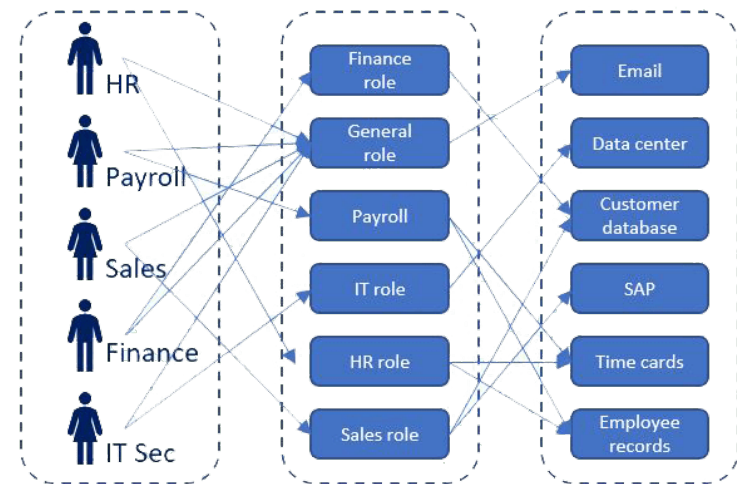 HR
Payroll
Sales
Finance
IT Sec
Finance
role
General
role
Payroll
IT role
HR role
Sales role
Email
Data center
Customer
database
SAP
Time cards
Employee
records